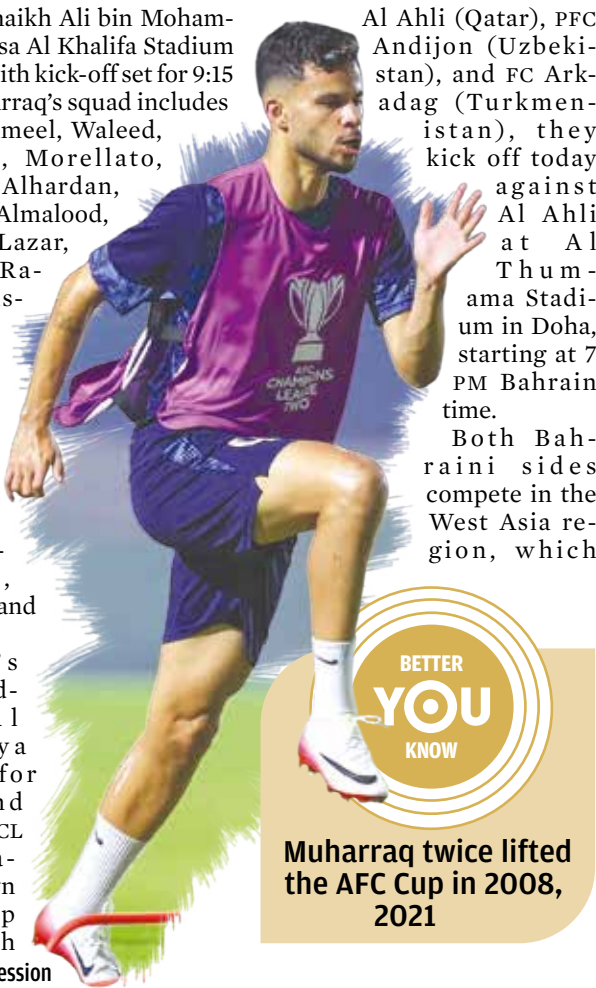 haikh Ali bin Moham-
sa Al Khalifa Stadium
ith kick-off set for 9:15
rraq's squad includes
meel, Waleed,
, Morellato,
Alhardan,
Almalood,
Lazar,
Ra-
s-
-
,
and
's
d-
l
ya
for
nd
CL
a-
n
p
h
ession
AFC
CHAMPIONS
LEAGUE
TWO
Al Ahli (Qatar), PFC
Andijon (Uzbeki-
stan), and FC Ark-
adag (Turkmen-
istan), they
kick off today
against
Al Ahli
at Al
Thum-
ama Stadi-
um in Doha,
starting at 7
PM Bahrain
time.
Both Bah-
raini sides
compete in the
West Asia re-
gion, which
BETTER
YOU
KNOW
Muharraq twice lifted
the AFC Cup in 2008,
2021